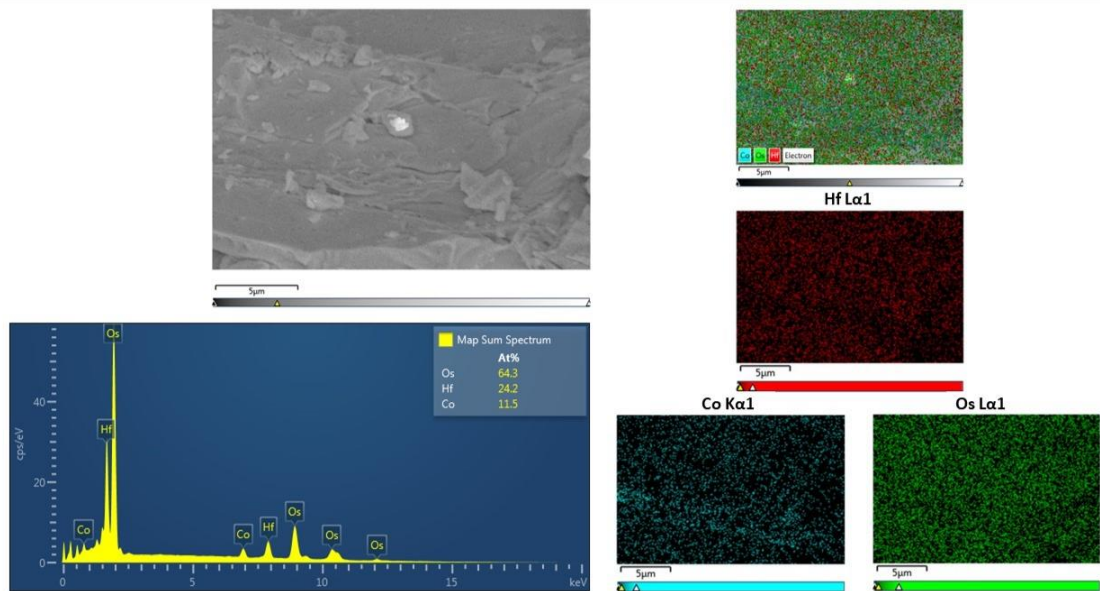 5µm
Co Os Hf Electron
5µm
Hf Lα1
5µm
Os
Hf
Co
Co
Hf
Os
Os
Os
Map Sum Spectrum
At%
Os 64.3
Hf 24.2
Co 11.5
cps/eV
40
20
0
0 5 10 15 keV
Co Kα1
5µm
Os Lα1
5µm